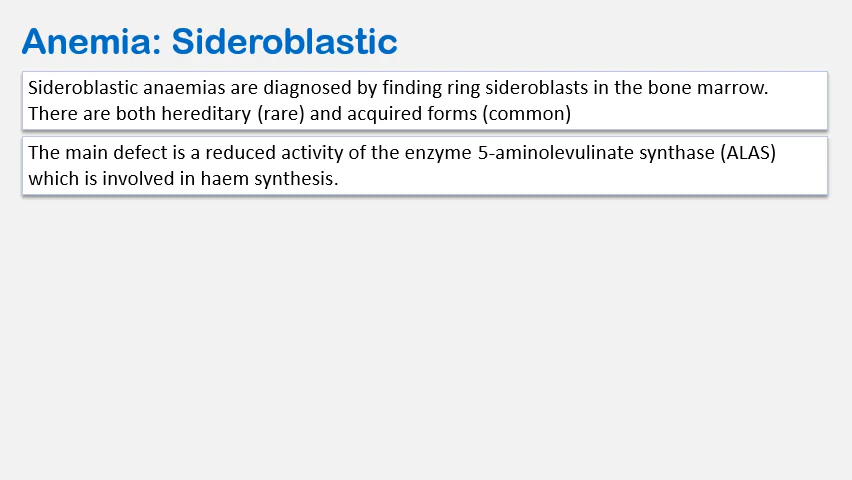 Anemia: Sideroblastic
Sideroblastic anaemias are diagnosed by finding ring sideroblasts in the bone marrow.
There are both hereditary (rare) and acquired forms (common)
The main defect is a reduced activity of the enzyme 5-aminolevulinate synthase (ALAS)
which is involved in haem synthesis.